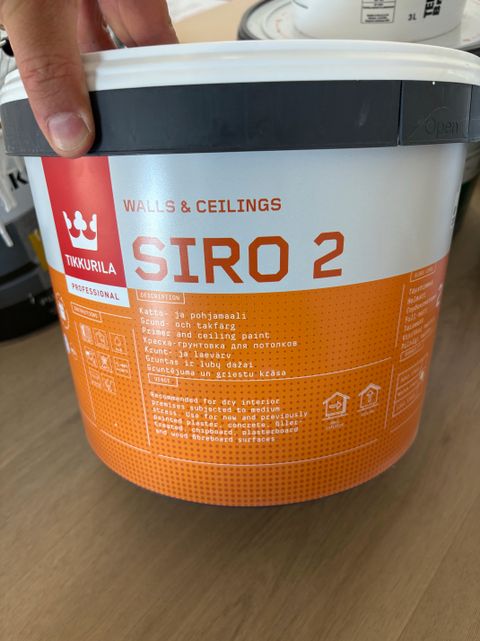 3L
Open
WALLS & CEILINGS
SIRO 2
TIKKURILA
PROFESSIONAL
DESCRIPTION
Katto- ja pohjamaali
Grund- och takfärg
Primer and ceiling paint
Краска-грунтовка для потолков
Krunt- ja laevärv
Gruntas ir lubų dažai
Gruntējuma un griestu krāsa
Recommended for dry interior
premises subjected to medium
stress. Use for new and previously
painted plaster, concrete, filler-
treated, chipboard, plasterboard
and wood fibreboard surfaces